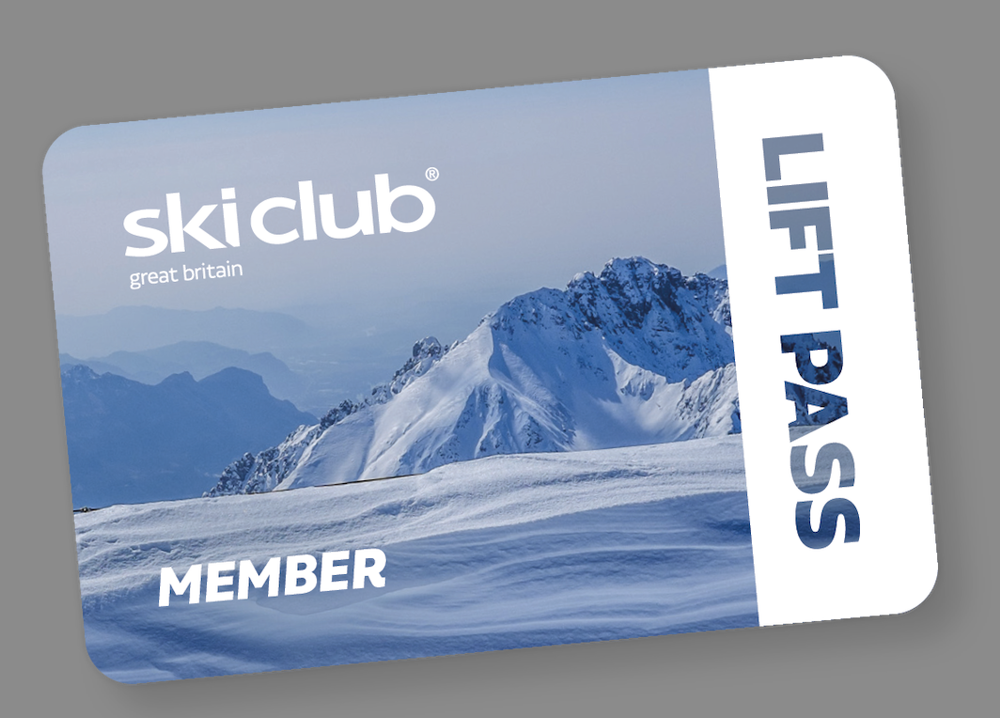 ski club®
great britain
MEMBER
LIFT PASS